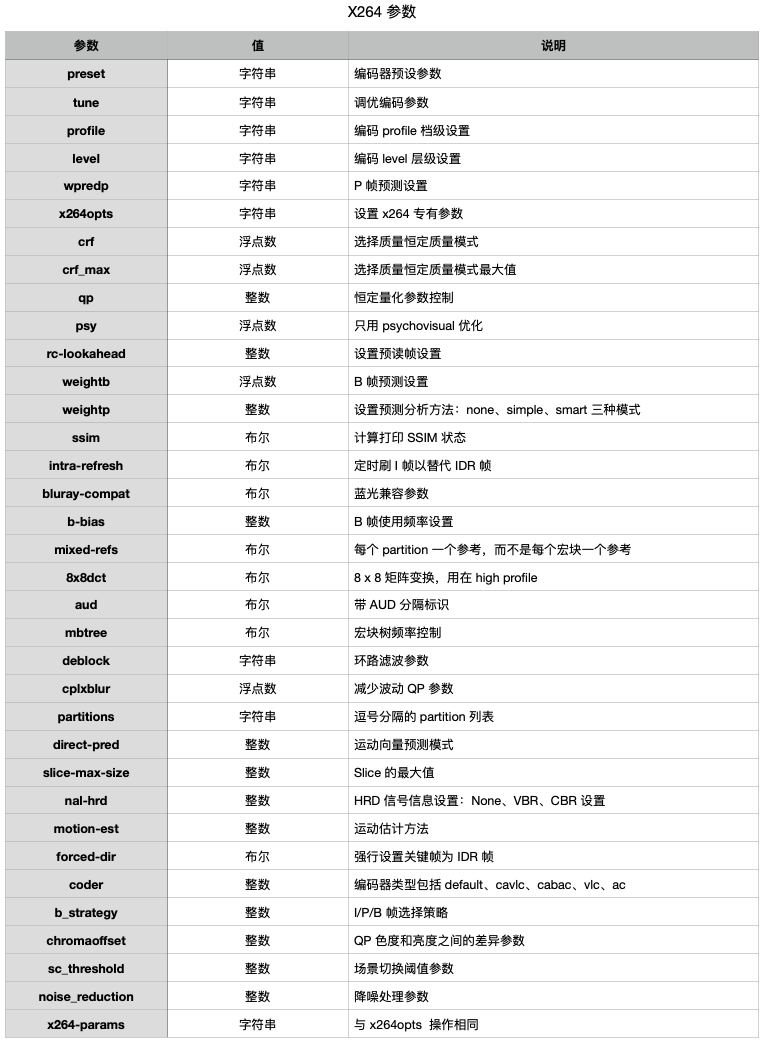 X264 参数
参数 值 说明
preset 字符串 编码器预设参数
tune 字符串 调优编码参数
profile 字符串 编码 profile 档级设置
level 字符串 编码 level 层级设置
wpredp 字符串 P 帧预测设置
x264opts 字符串 设置 x264 专有参数
crf 浮点数 选择质量恒定质量模式
crf_max 浮点数 选择质量恒定质量模式最大值
qp 整数 恒定量化参数控制
psy 浮点数 只用 psychovisual 优化
rc-lookahead 整数 设置预读帧设置
weightb 浮点数 B 帧预测设置
weightp 整数 设置预测分析方法：none、simple、smart 三种模式
ssim 布尔 计算打印 SSIM 状态
intra-refresh 布尔 定时刷 I 帧以替代 IDR 帧
bluray-compat 布尔 蓝光兼容参数
b-bias 整数 B 帧使用频率设置
mixed-refs 布尔 每个 partition 一个参考，而不是每个宏块一个参考
8x8dct 布尔 8 x 8 矩阵变换，用在 high profile
aud 布尔 带 AUD 分隔标识
mbtree 布尔 宏块树频率控制
deblock 字符串 环路滤波参数
cplxblur 浮点数 减少波动 QP 参数
partitions 字符串 逗号分隔的 partition 列表
direct-pred 整数 运动向量预测模式
slice-max-size 整数 Slice 的最大值
nal-hrd 整数 HRD 信号信息设置：None、VBR、CBR 设置
motion-est 整数 运动估计方法
forced-dir 布尔 强行设置关键帧为 IDR 帧
coder 整数 编码器类型包括 default、cavlc、cabac、vlc、ac
b_strategy 整数 I/P/B 帧选择策略
chromaoffset 整数 QP 色度和亮度之间的差异参数
sc_threshold 整数 场景切换阈值参数
noise_reduction 整数 降噪处理参数
x264-params 字符串 与 x264opts 操作相同